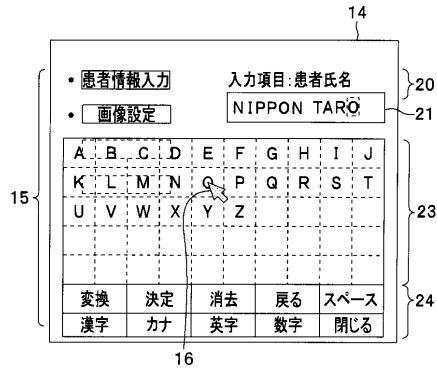 14
・患者情報入力 入力項目:患者氏名 20
・画像設定 NIPPON TARO 21
15
A B C D E F G H I J
K L M N O P Q R S T
U V W X Y Z
23
変換 決定 消去 戻る スペース
漢字 カナ 英字 数字 閉じる
24
16